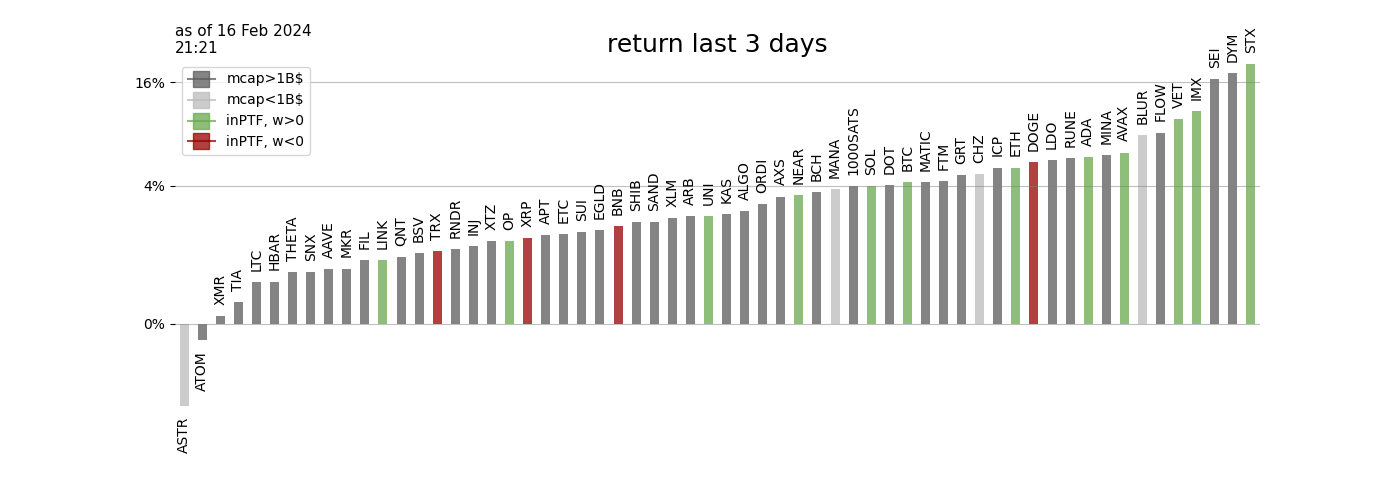 as of 16 Feb 2024
21:21
return last 3 days
mcap>1B$
mcap<1B$
inPTF, w>0
inPTF, w<0
16%
4%
0%
ASTR
ATOM
XMR
TIA
LTC
HBAR
THETA
SNX
AAVE
MKR
FIL
LINK
QNT
BSV
TRX
RNDR
INJ
XTZ
OP
XRP
APT
ETC
SUI
EGLD
BNB
SHIB
SAND
XLM
ARB
UNI
KAS
ALGO
ORDI
AXS
NEAR
BCH
MANA
1000SATS
SOL
DOT
BTC
MATIC
FTM
GRT
CHZ
ICP
ETH
DOGE
LDO
RUNE
ADA
MINA
AVAX
BLUR
FLOW
VET
IMX
SEI
DYM
STX